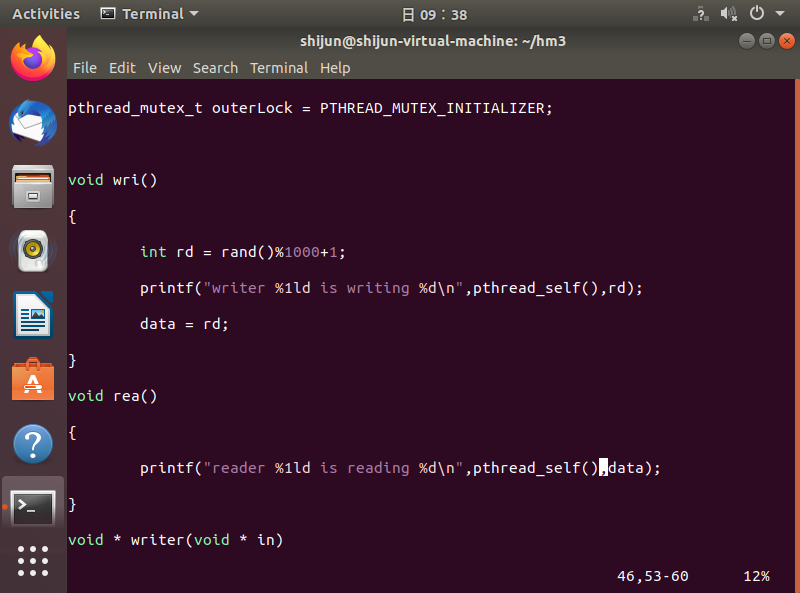 Activities Terminal 日 09：38
shijun@shijun-virtual-machine: ~/hm3
File Edit View Search Terminal Help
pthread_mutex_t outerLock = PTHREAD_MUTEX_INITIALIZER;
void wri()
{
int rd = rand()%1000+1;
printf("writer %1ld is writing %d\n",pthread_self(),rd);
data = rd;
}
void rea()
{
printf("reader %1ld is reading %d\n",pthread_self(),data);
}
void * writer(void * in)
46,53-60 12%